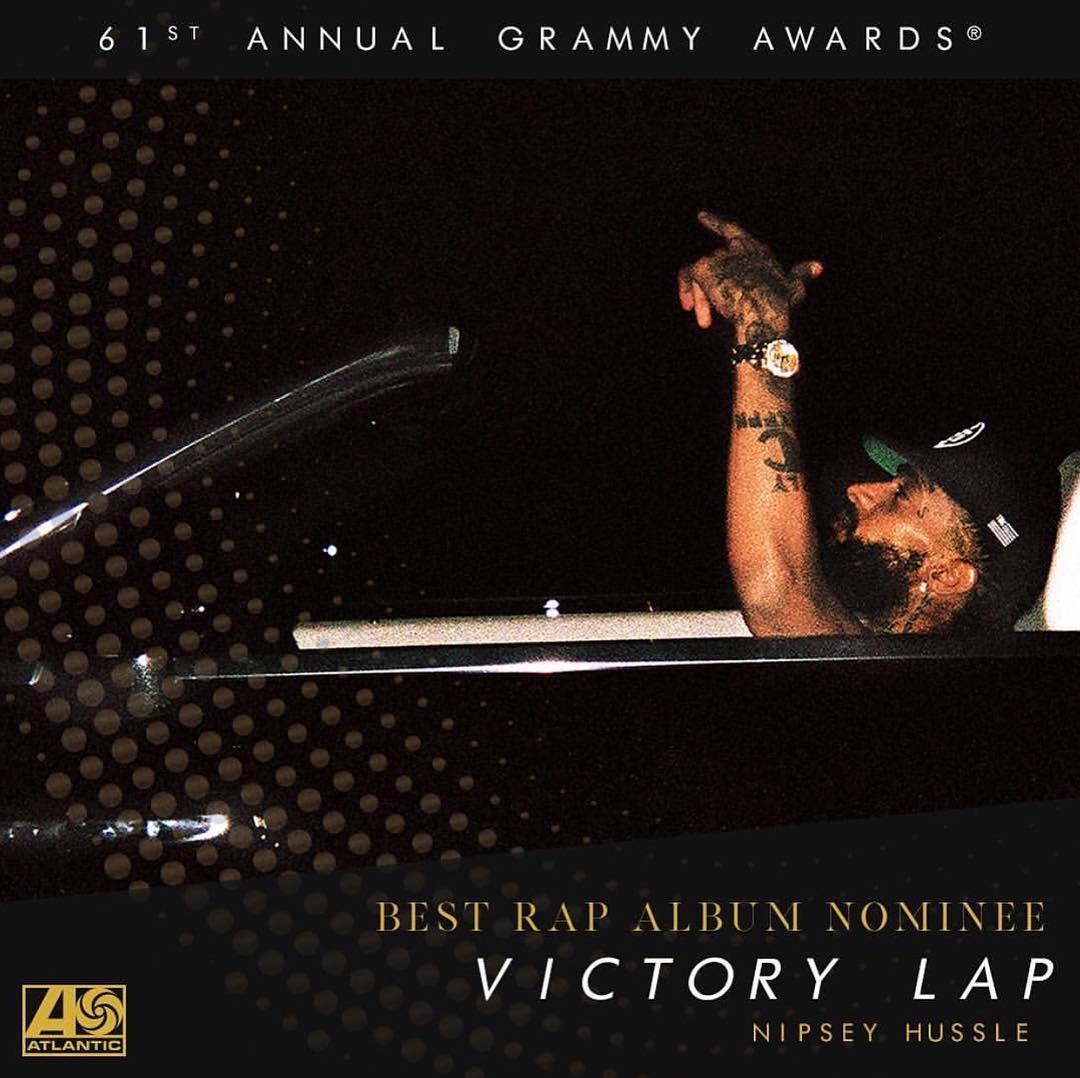 61ST ANNUAL GRAMMY AWARDS®
BEST RAP ALBUM NOMINEE
VICTORY LAP
NIPSEY HUSSLE
ATLANTIC